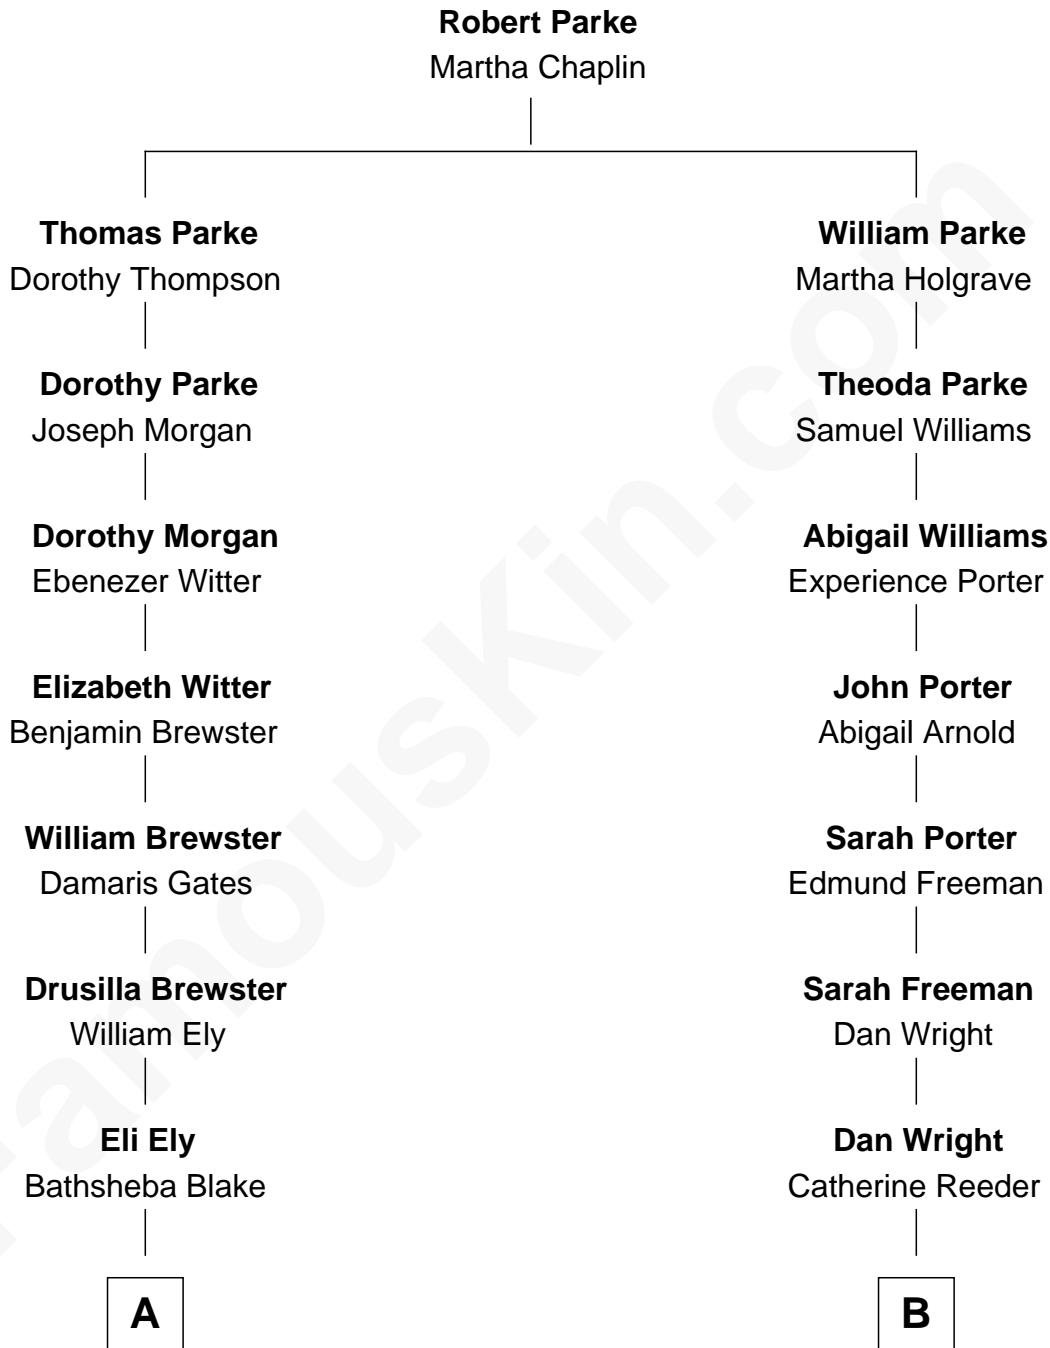 Robert Parke
Martha Chaplin
Thomas Parke
Dorothy Thompson
William Parke
Martha Holgrave
Dorothy Parke
Joseph Morgan
Theoda Parke
Samuel Williams
Dorothy Morgan
Ebenezer Witter
Abigail Williams
Experience Porter
Elizabeth Witter
Benjamin Brewster
John Porter
Abigail Arnold
William Brewster
Damaris Gates
Sarah Porter
Edmund Freeman
Drusilla Brewster
William Ely
Sarah Freeman
Dan Wright
Eli Ely
Bathsheba Blake
Dan Wright
Catherine Reeder
A
B
FamousKin.com